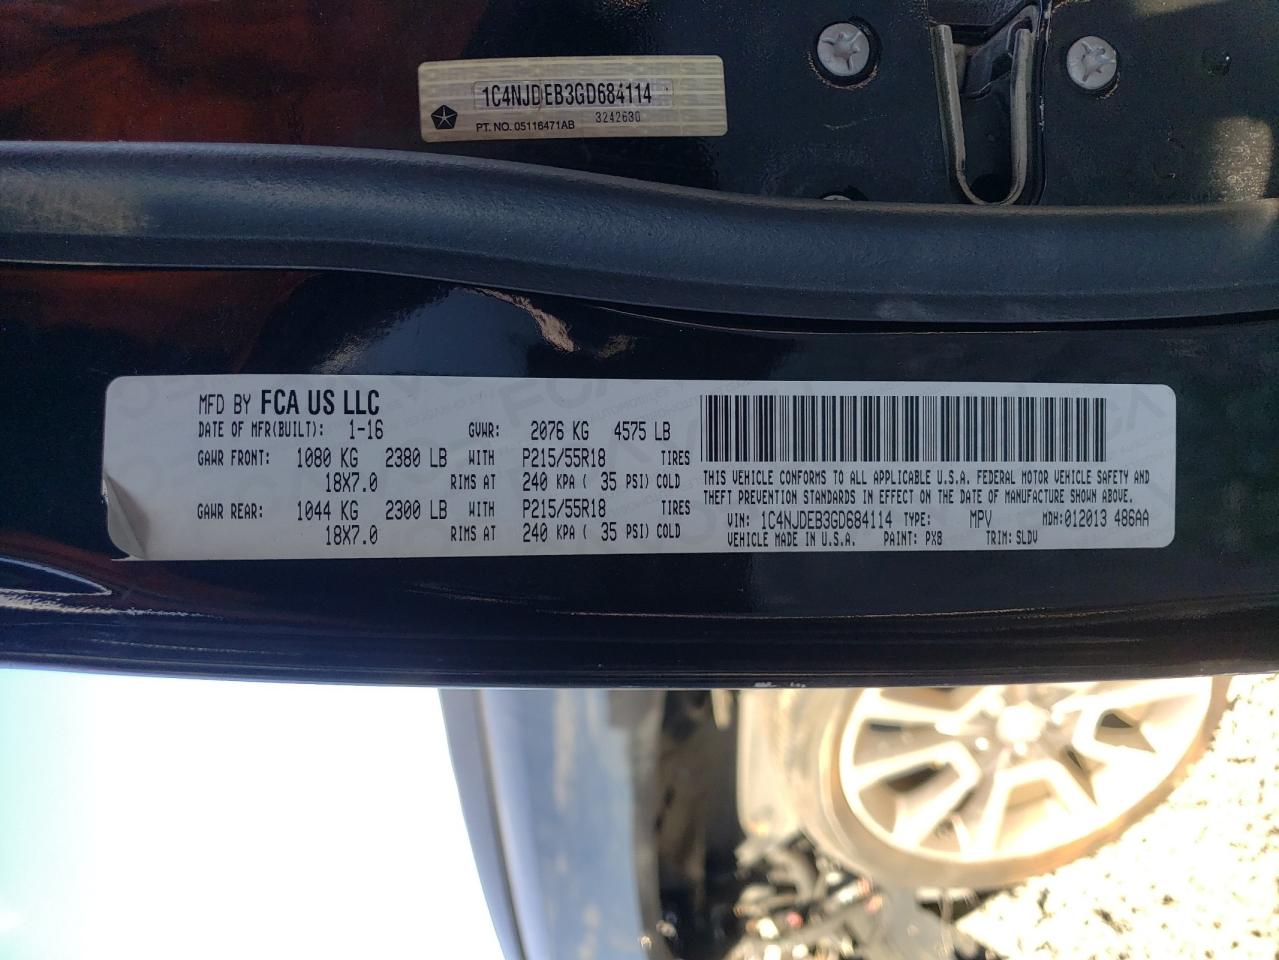 1C4NJDEB3GD684114
PT. NO. 05116471AB 3242630
MFD BY FCA US LLC
DATE OF MFR(BUILT): 1-16 GVWR: 2076 KG 4575 LB
GAWR FRONT: 1080 KG 2380 LB WITH P215/55R18 TIRES
18X7.0 RIMS AT 240 KPA ( 35 PSI) COLD
GAWR REAR: 1044 KG 2300 LB WITH P215/55R18 TIRES
18X7.0 RIMS AT 240 KPA ( 35 PSI) COLD
THIS VEHICLE CONFORMS TO ALL APPLICABLE U.S.A. FEDERAL MOTOR VEHICLE SAFETY AND
THEFT PREVENTION STANDARDS IN EFFECT ON THE DATE OF MANUFACTURE SHOWN ABOVE.
VIN: 1C4NJDEB3GD684114 TYPE: MPV MDH:012013 486AA
VEHICLE MADE IN U.S.A. PAINT: PX8 TRIM: SLDV